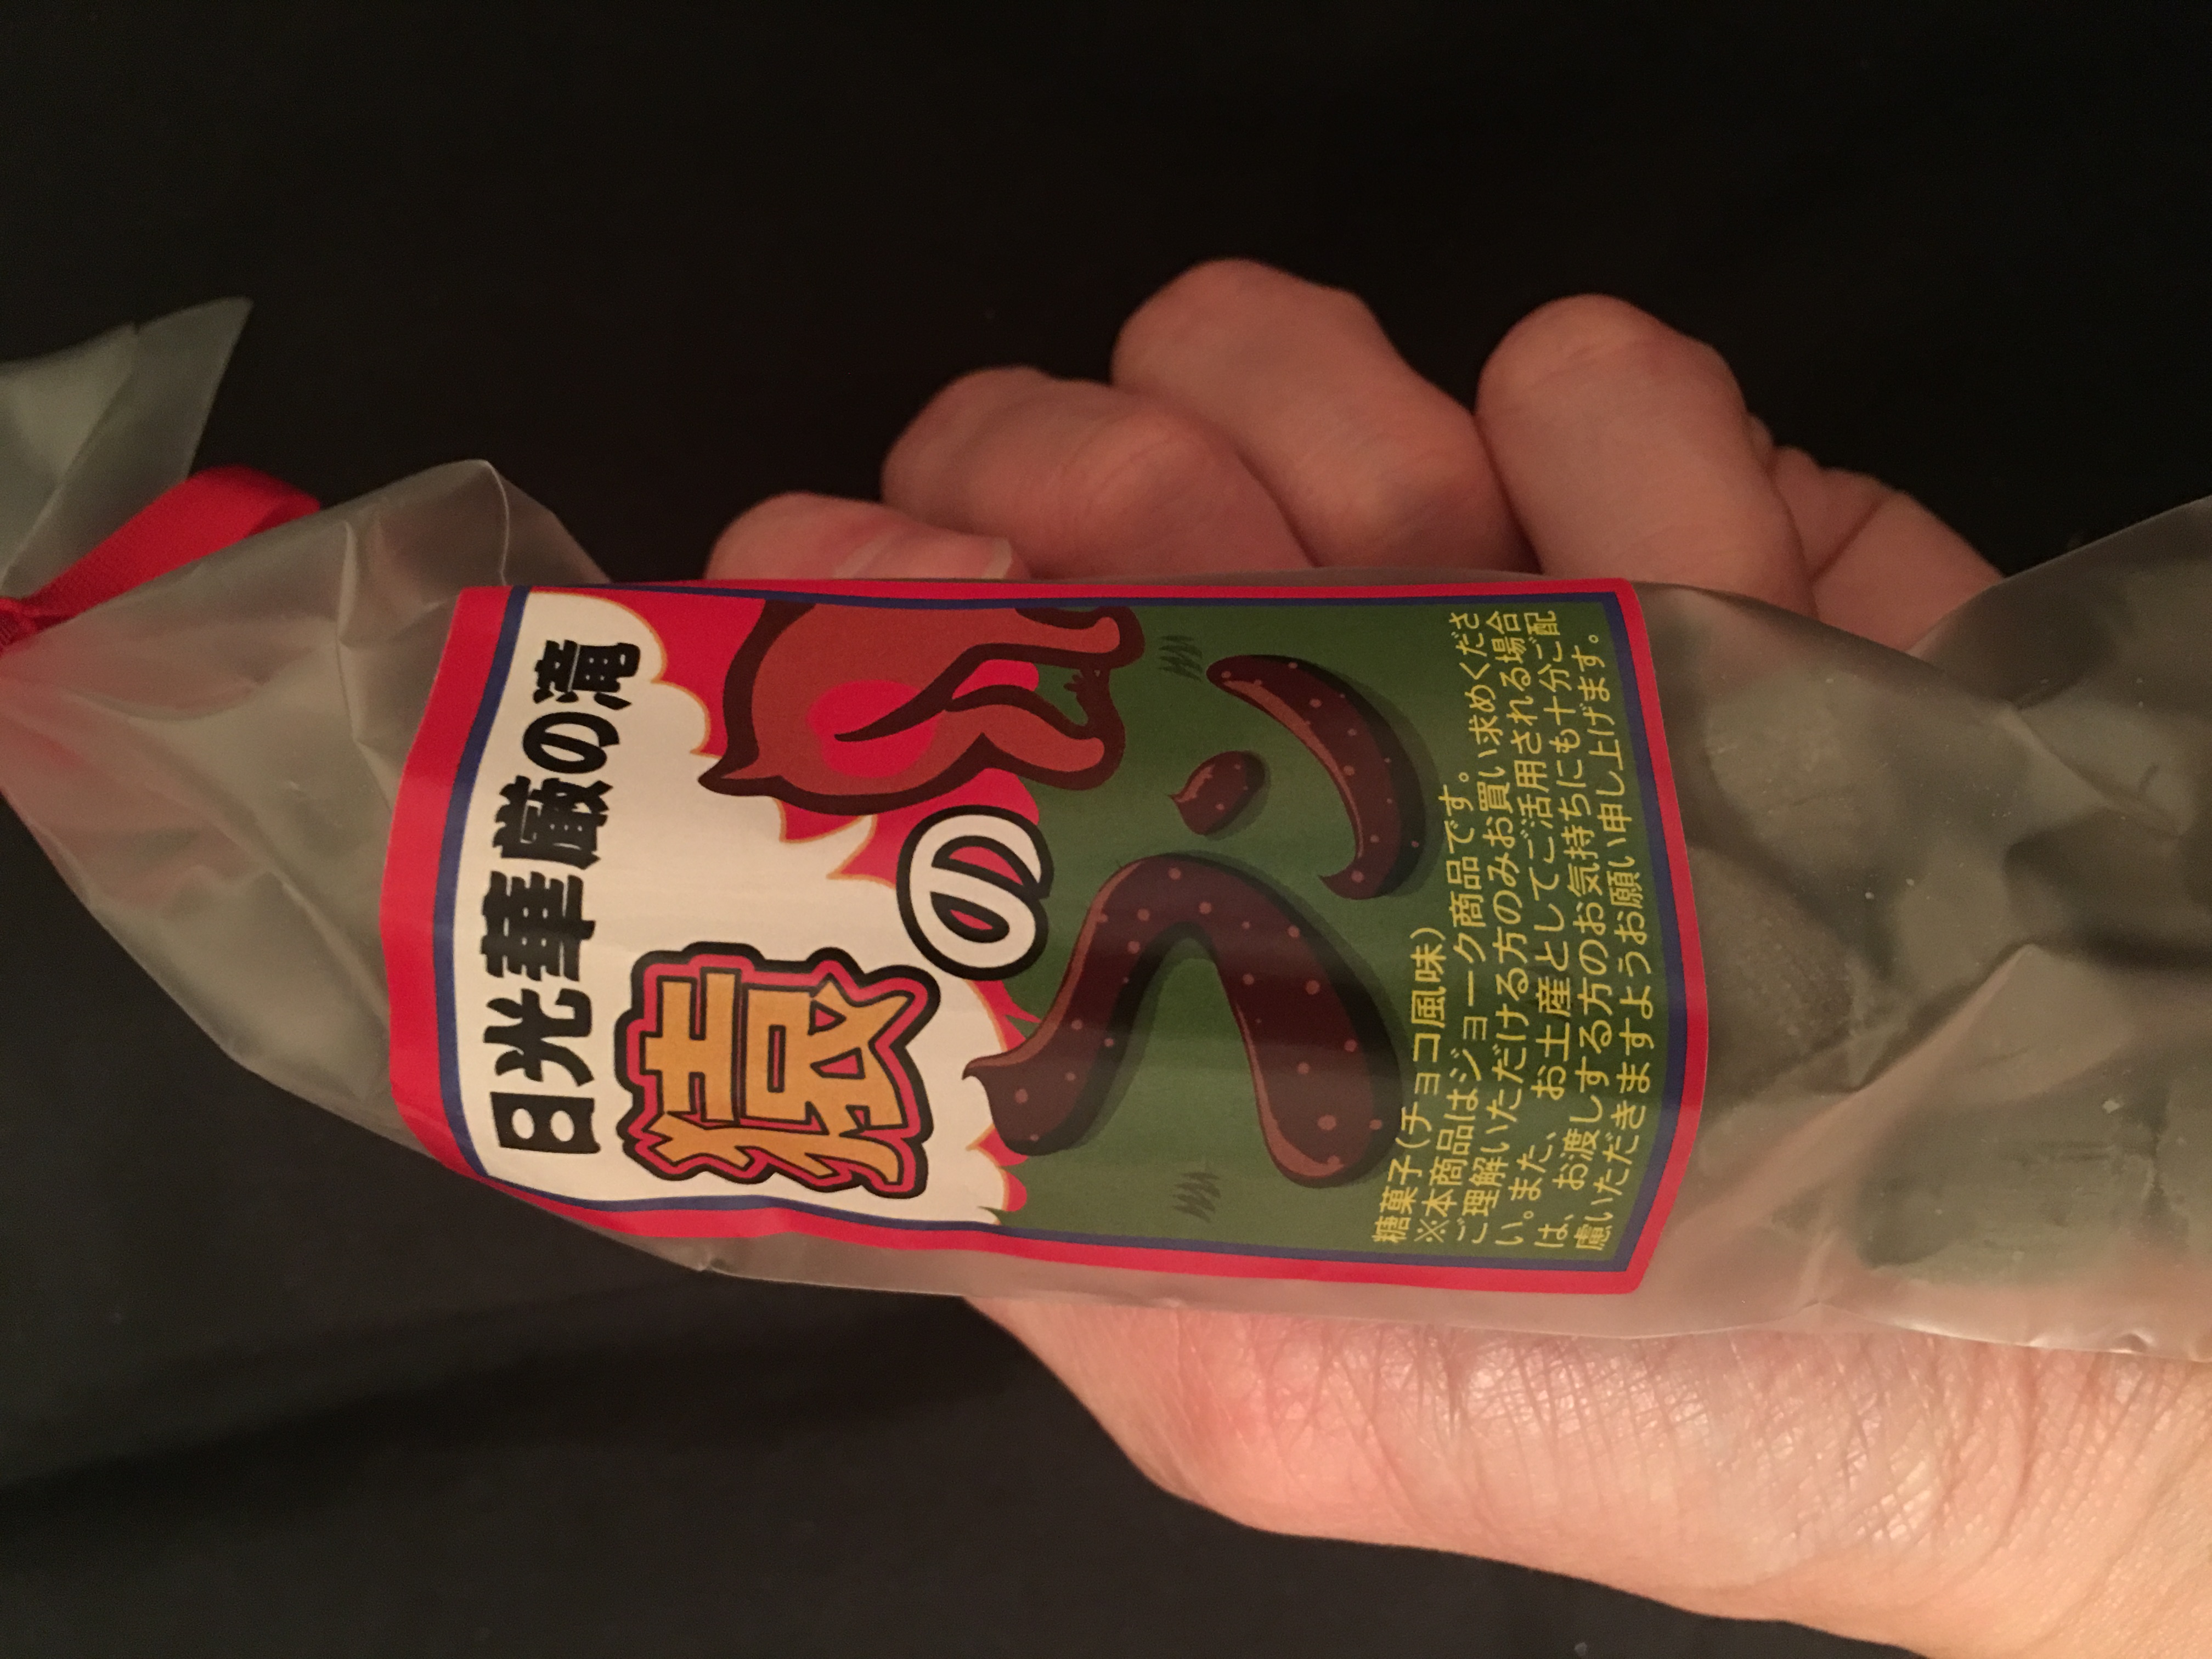 日光華厳の滝
猿の
フン
糖菓子(チョコ風味)
※本商品はジョーク商品です。
ご理解いただける方のみお買い求めくださ
い。また、お土産としてご活用される場合
は、お渡しする方のお気持ちにも十分ご配
慮いただきますようお願い申し上げます。